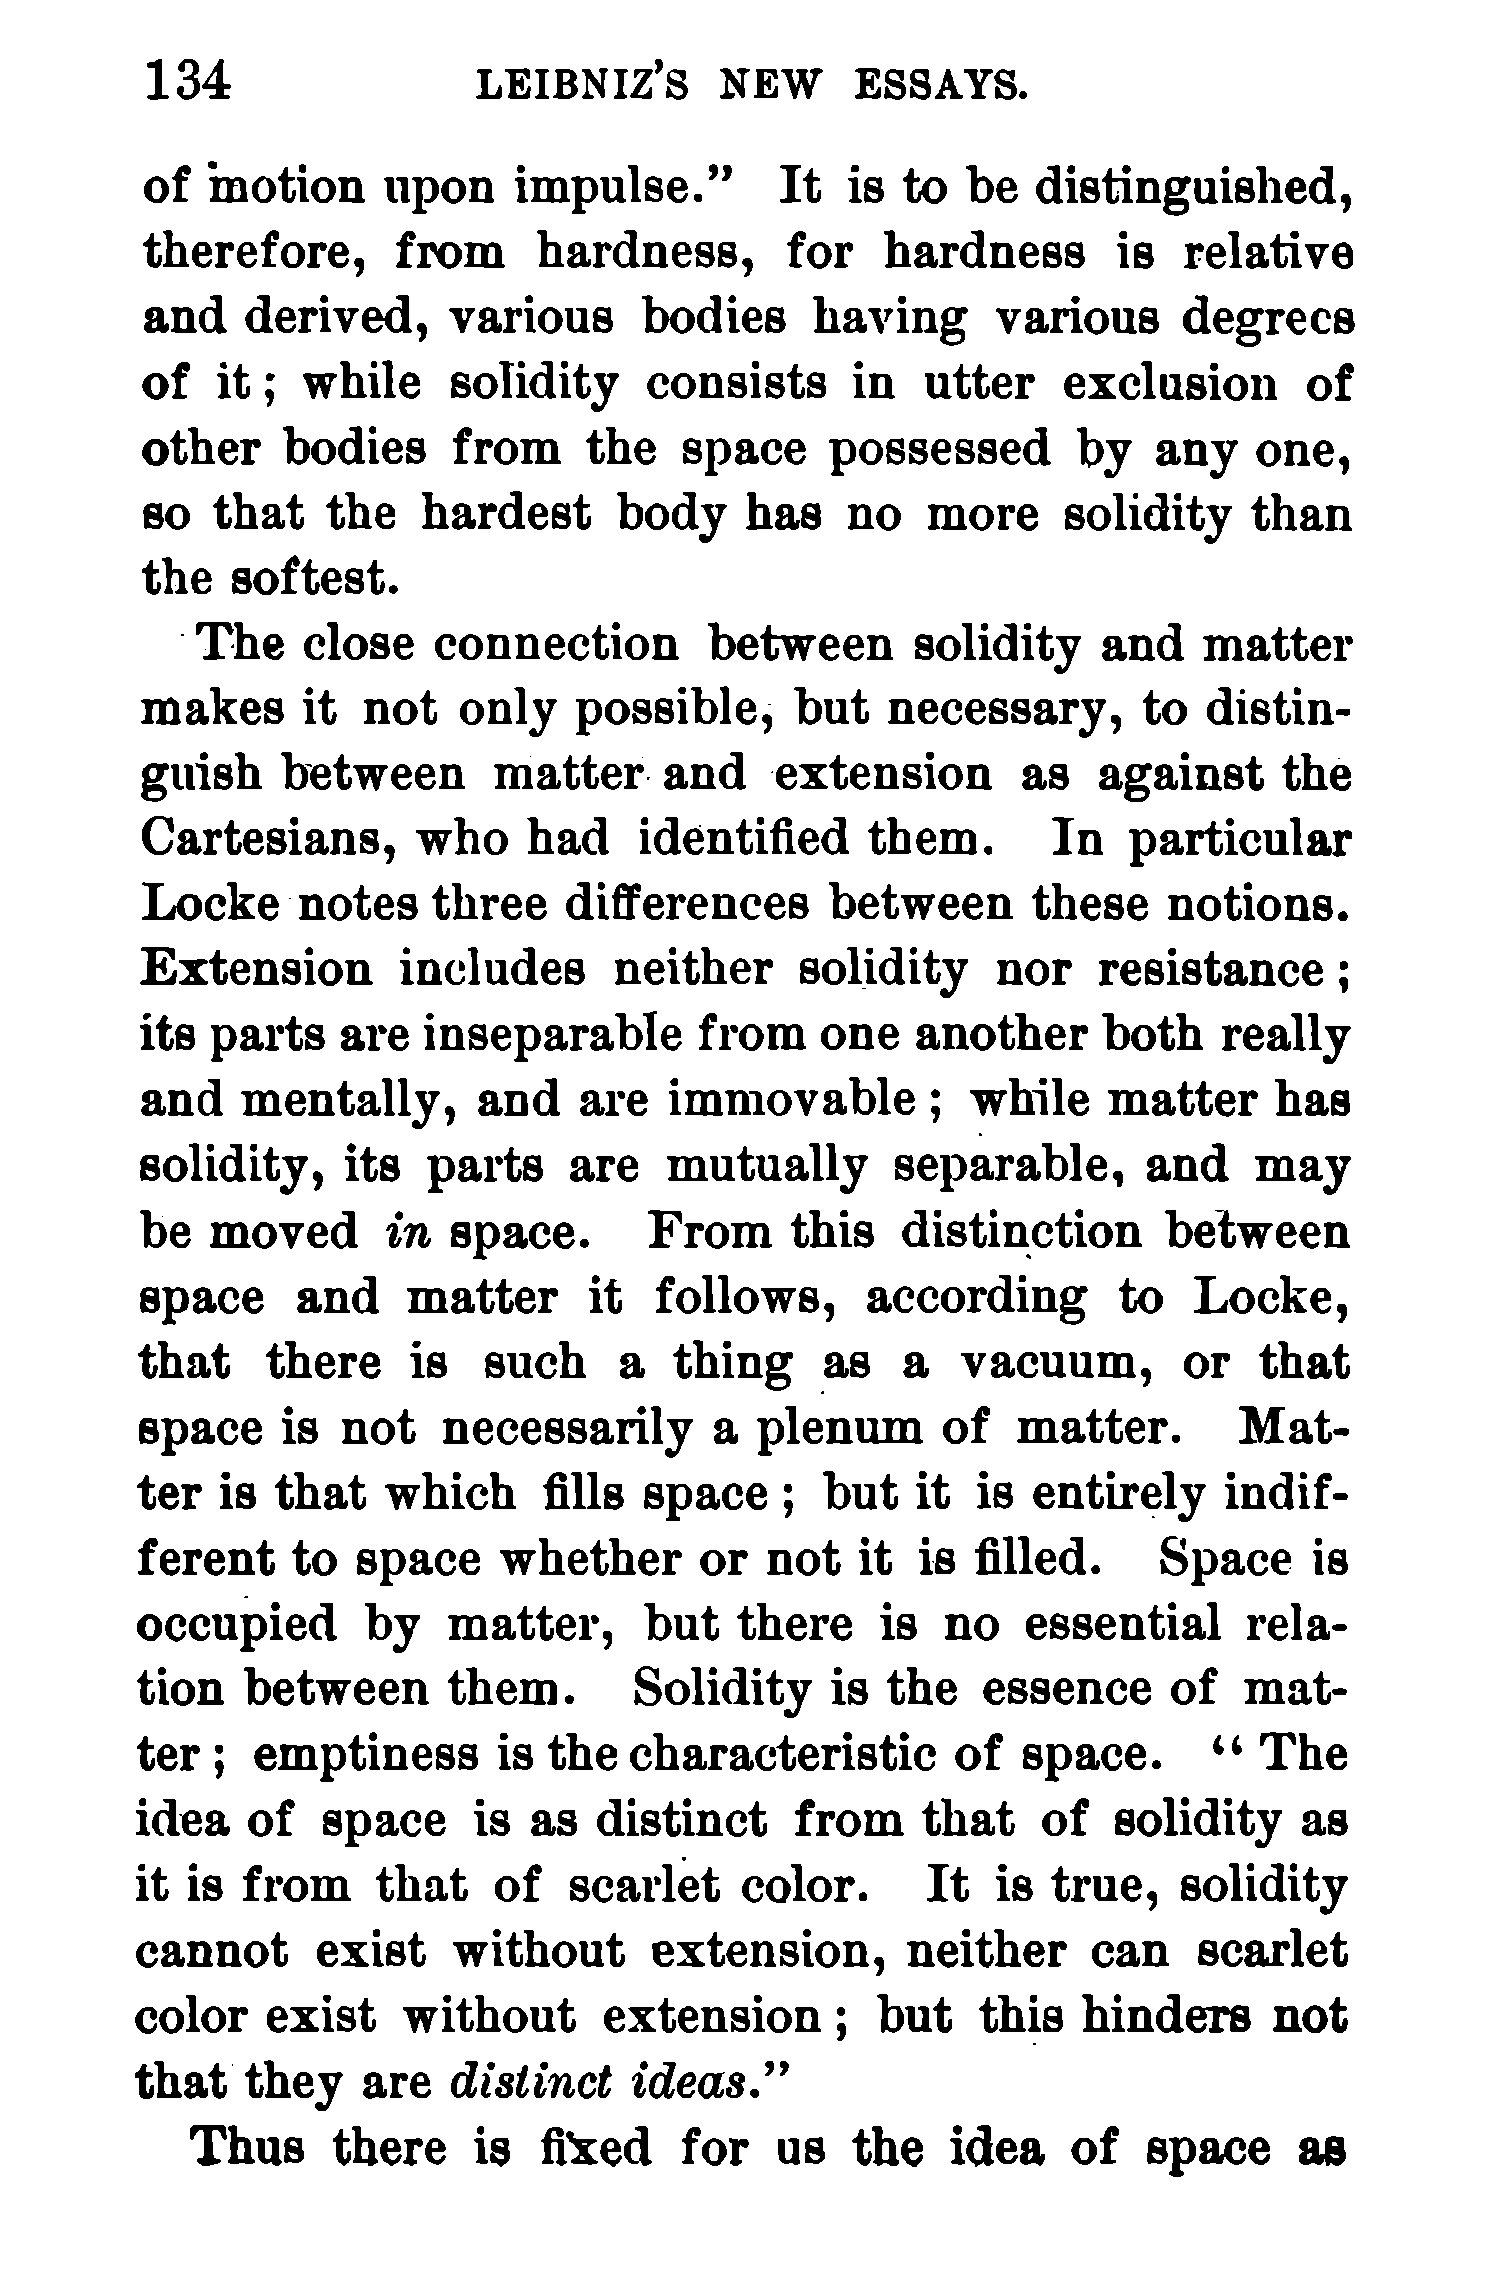 134 LEIBNIZ'S NEW ESSAYS.
of motion upon impulse.” It is to be distinguished,
therefore, from hardness, for hardness is relative
and derived, various bodies having various degrees
of it; while solidity consists in utter exclusion of
other bodies from the space possessed by any one,
so that the hardest body has no more solidity than
the softest.
The close connection between solidity and matter
makes it not only possible, but necessary, to distin-
guish between matter and extension as against the
Cartesians, who had identified them. In particular
Locke notes three differences between these notions.
Extension includes neither solidity nor resistance;
its parts are inseparable from one another both really
and mentally, and are immovable; while matter has
solidity, its parts are mutually separable, and may
be moved in space. From this distinction between
space and matter it follows, according to Locke,
that there is such a thing as a vacuum, or that
space is not necessarily a plenum of matter. Mat-
ter is that which fills space; but it is entirely indif-
ferent to space whether or not it is filled. Space is
occupied by matter, but there is no essential rela-
tion between them. Solidity is the essence of mat-
ter; emptiness is the characteristic of space. “The
idea of space is as distinct from that of solidity as
it is from that of scarlet color. It is true, solidity
cannot exist without extension, neither can scarlet
color exist without extension; but this hinders not
that they are distinct ideas.”
Thus there is fixed for us the idea of space as